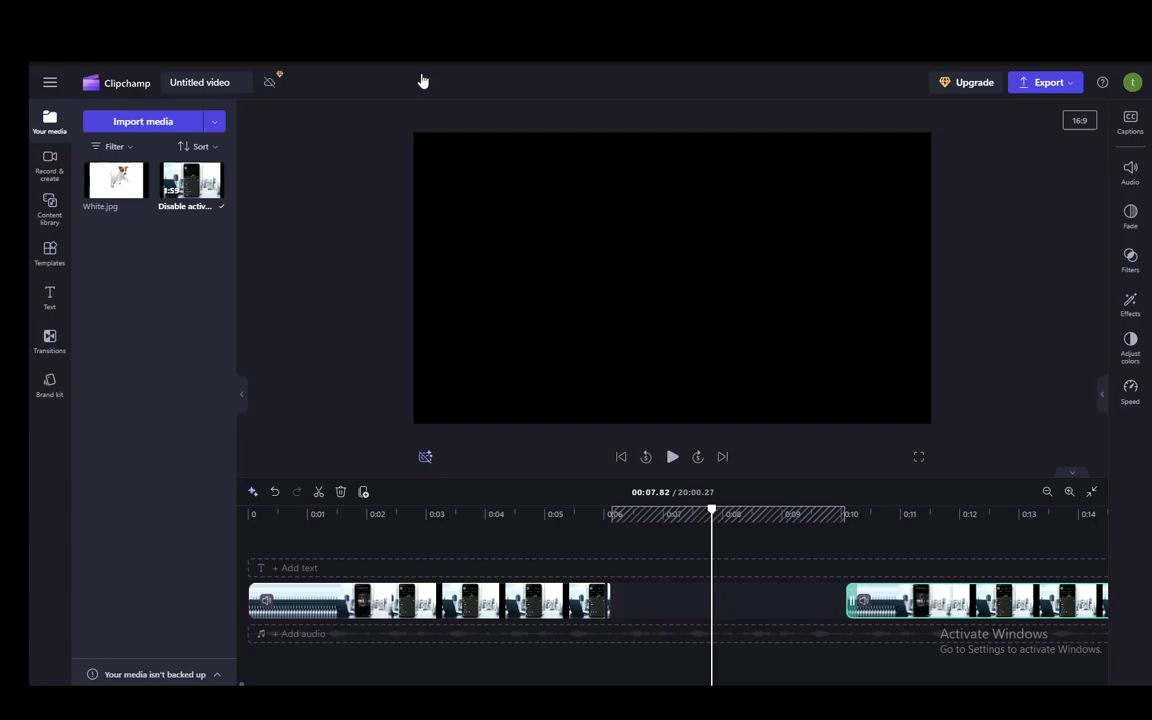 Clipchamp
Untitled video
Upgrade
Export
Your media
Import media
16:9
Captions
Filter
Sort
Record &
create
1:59
White.jpg
Disable activ...
Audio
Content
library
Fade
Templates
Filters
Text
Effects
Transitions
Adjust
colors
Brand kit
Speed
5
5
00:07.82 / 20:00.27
0
0:01
0:02
0:03
0:04
0:05
0:06
0:07
0:08
0:09
0:10
0:11
0:12
0:13
0:14
T + Add text
+ Add audio
Activate Windows
Go to Settings to activate Windows.
Your media isn't backed up
t